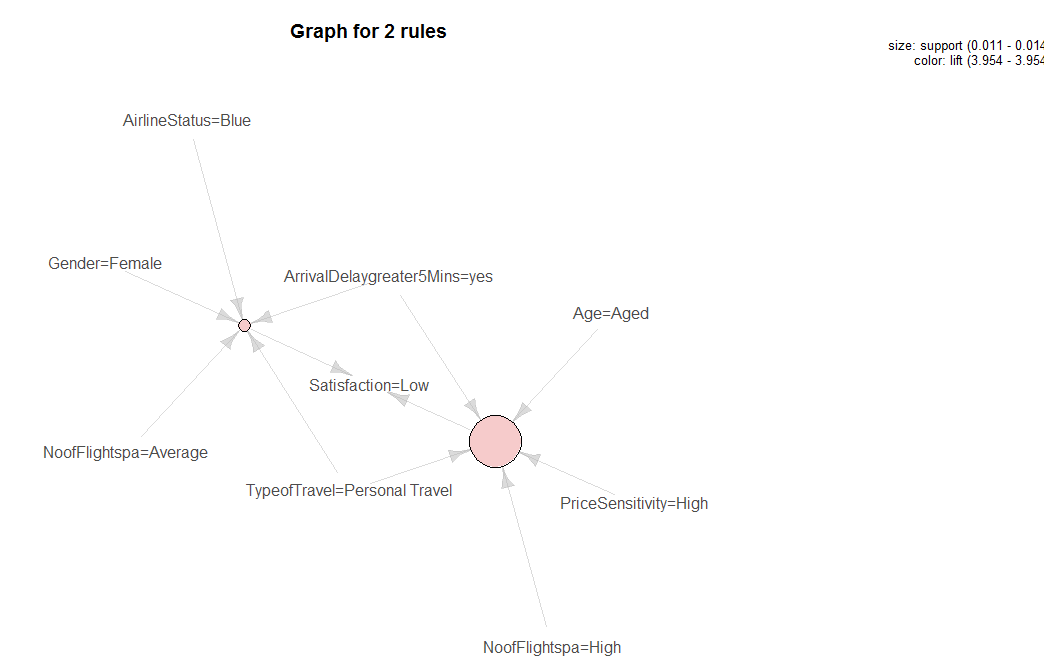 Graph for 2 rules
size: support (0.011 - 0.014
color: lift (3.954 - 3.954
AirlineStatus=Blue
Gender=Female
ArrivalDelaygreater5Mins=yes
Age=Aged
Satisfaction=Low
NoofFlightspa=Average
TypeofTravel=Personal Travel
PriceSensitivity=High
NoofFlightspa=High